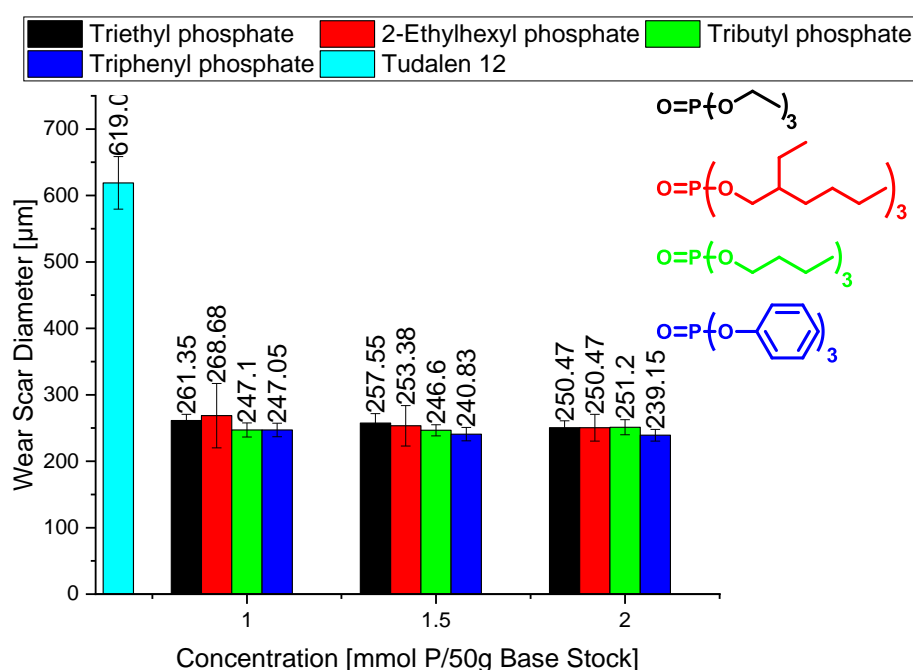 Triethyl phosphate 2-Ethylhexyl phosphate Tributyl phosphate
Triphenyl phosphate Tudalen 12
Wear Scar Diameter [µm]
700
600
500
400
300
200
100
0
619.0
261.35 268.68 247.1 247.05
257.55 253.38 246.6 240.83
250.47 250.47 251.2 239.15
1 1.5 2
Concentration [mmol P/50g Base Stock]
O=P(O)3
O=P(O)3
O=P(O)3
O=P(O)3